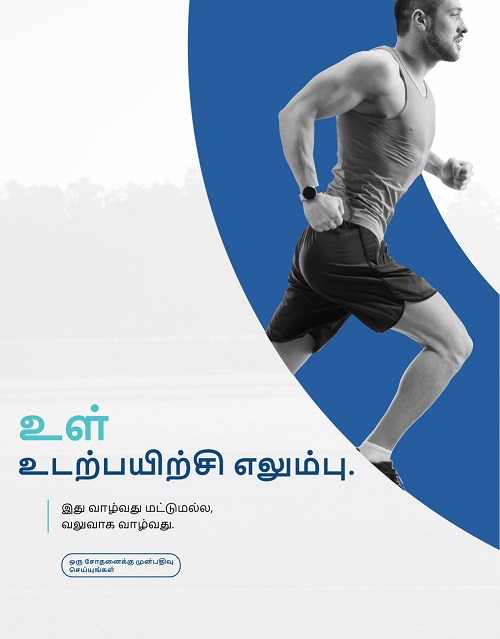 உள்
உடற்பயிற்சி எலும்பு.
இது வாழ்வது மட்டுமல்ல,
வலுவாக வாழ்வது.
ஒரு சோதனைக்கு முன்பதிவு
செய்யுங்கள்